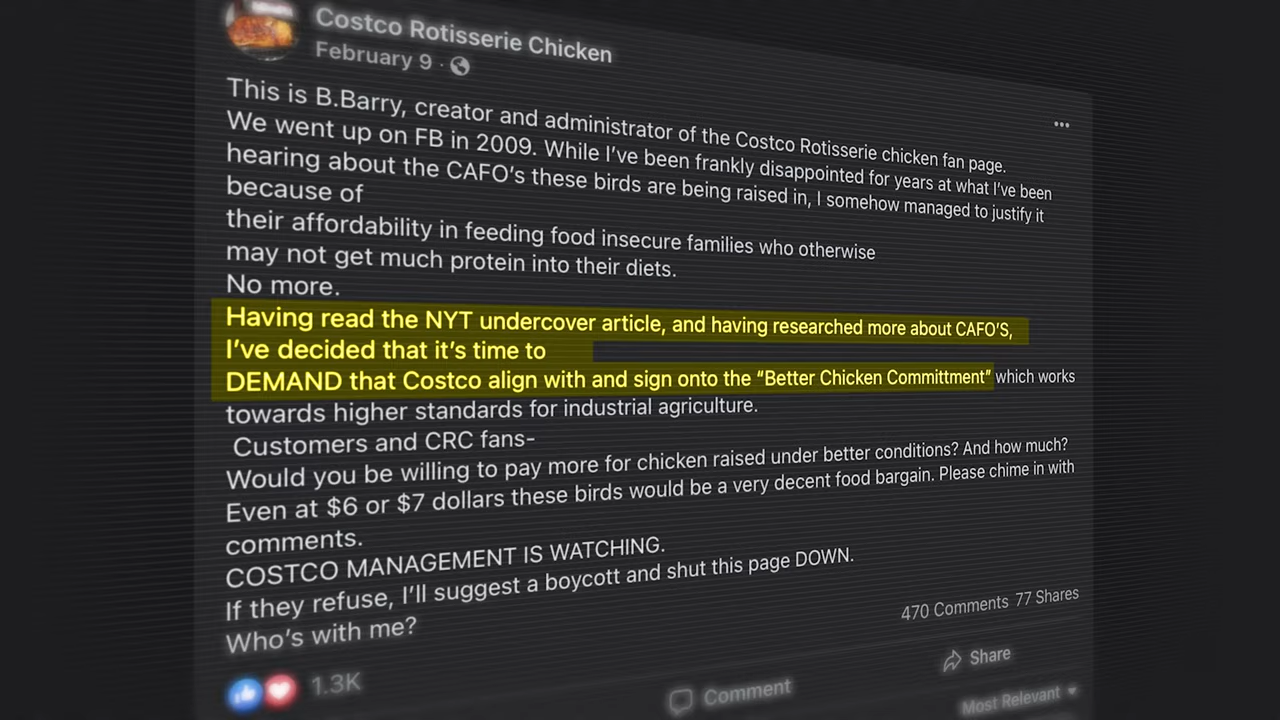 Costco Rotisserie Chicken
February 9 ·
This is B.Barry, creator and administrator of the Costco Rotisserie chicken fan page.
We went up on FB in 2009. While I've been frankly disappointed for years at what I've been
hearing about the CAFO's these birds are being raised in, I somehow managed to justify it
because of
their affordability in feeding food insecure families who otherwise
may not get much protein into their diets.
No more.
Having read the NYT undercover article, and having researched more about CAFO'S,
I've decided that it's time to
DEMAND that Costco align with and sign onto the “Better Chicken Committment” which works
towards higher standards for industrial agriculture.
Customers and CRC fans-
Would you be willing to pay more for chicken raised under better conditions? And how much?
Even at $6 or $7 dollars these birds would be a very decent food bargain. Please chime in with
comments.
COSTCO MANAGEMENT IS WATCHING.
If they refuse, I'll suggest a boycott and shut this page DOWN.
Who's with me?
470 Comments 77 Shares
1.3K
Comment
Share
Most Relevant